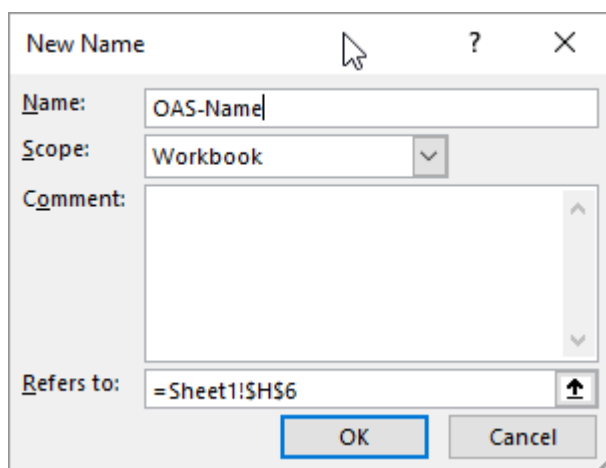 New Name ? ×
Name: OAS-Name
Scope: Workbook
Comment:
Refers to: =Sheet1!$H$6
OK Cancel